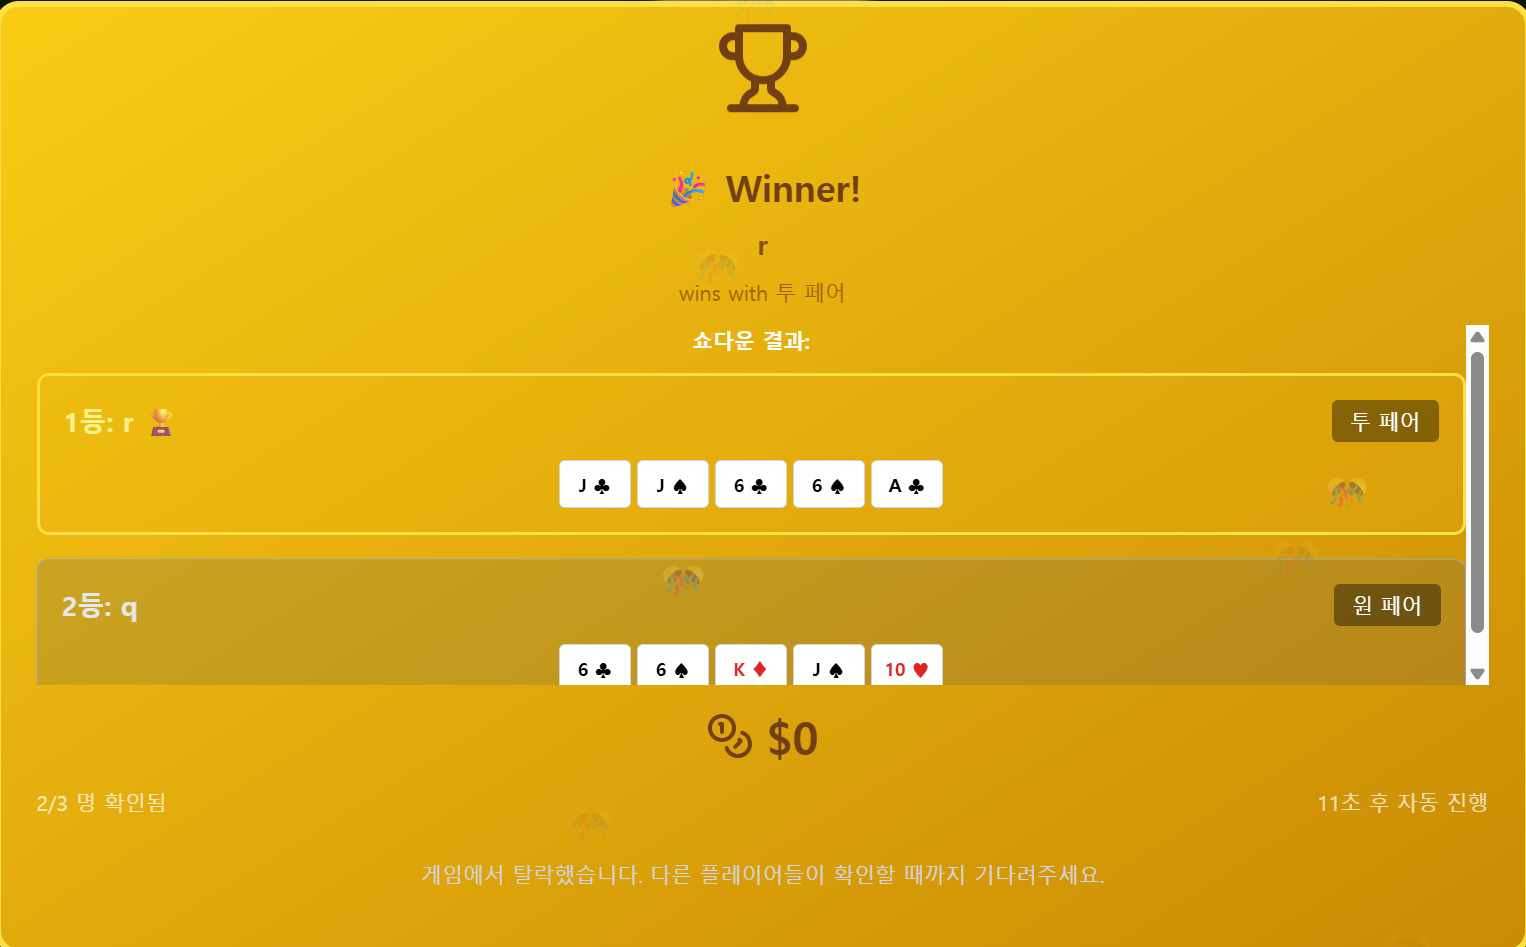 🎉 Winner!
r
wins with 투 페어
쇼다운 결과:
1등: r 🏆 투 페어
J ♣ J ♠ 6 ♣ 6 ♠ A ♣
2등: q 원 페어
6 ♣ 6 ♠ K ♦ J ♠ 10 ♥
$0
2/3 명 확인됨 11초 후 자동 진행
게임에서 탈락했습니다. 다른 플레이어들이 확인할 때까지 기다려주세요.